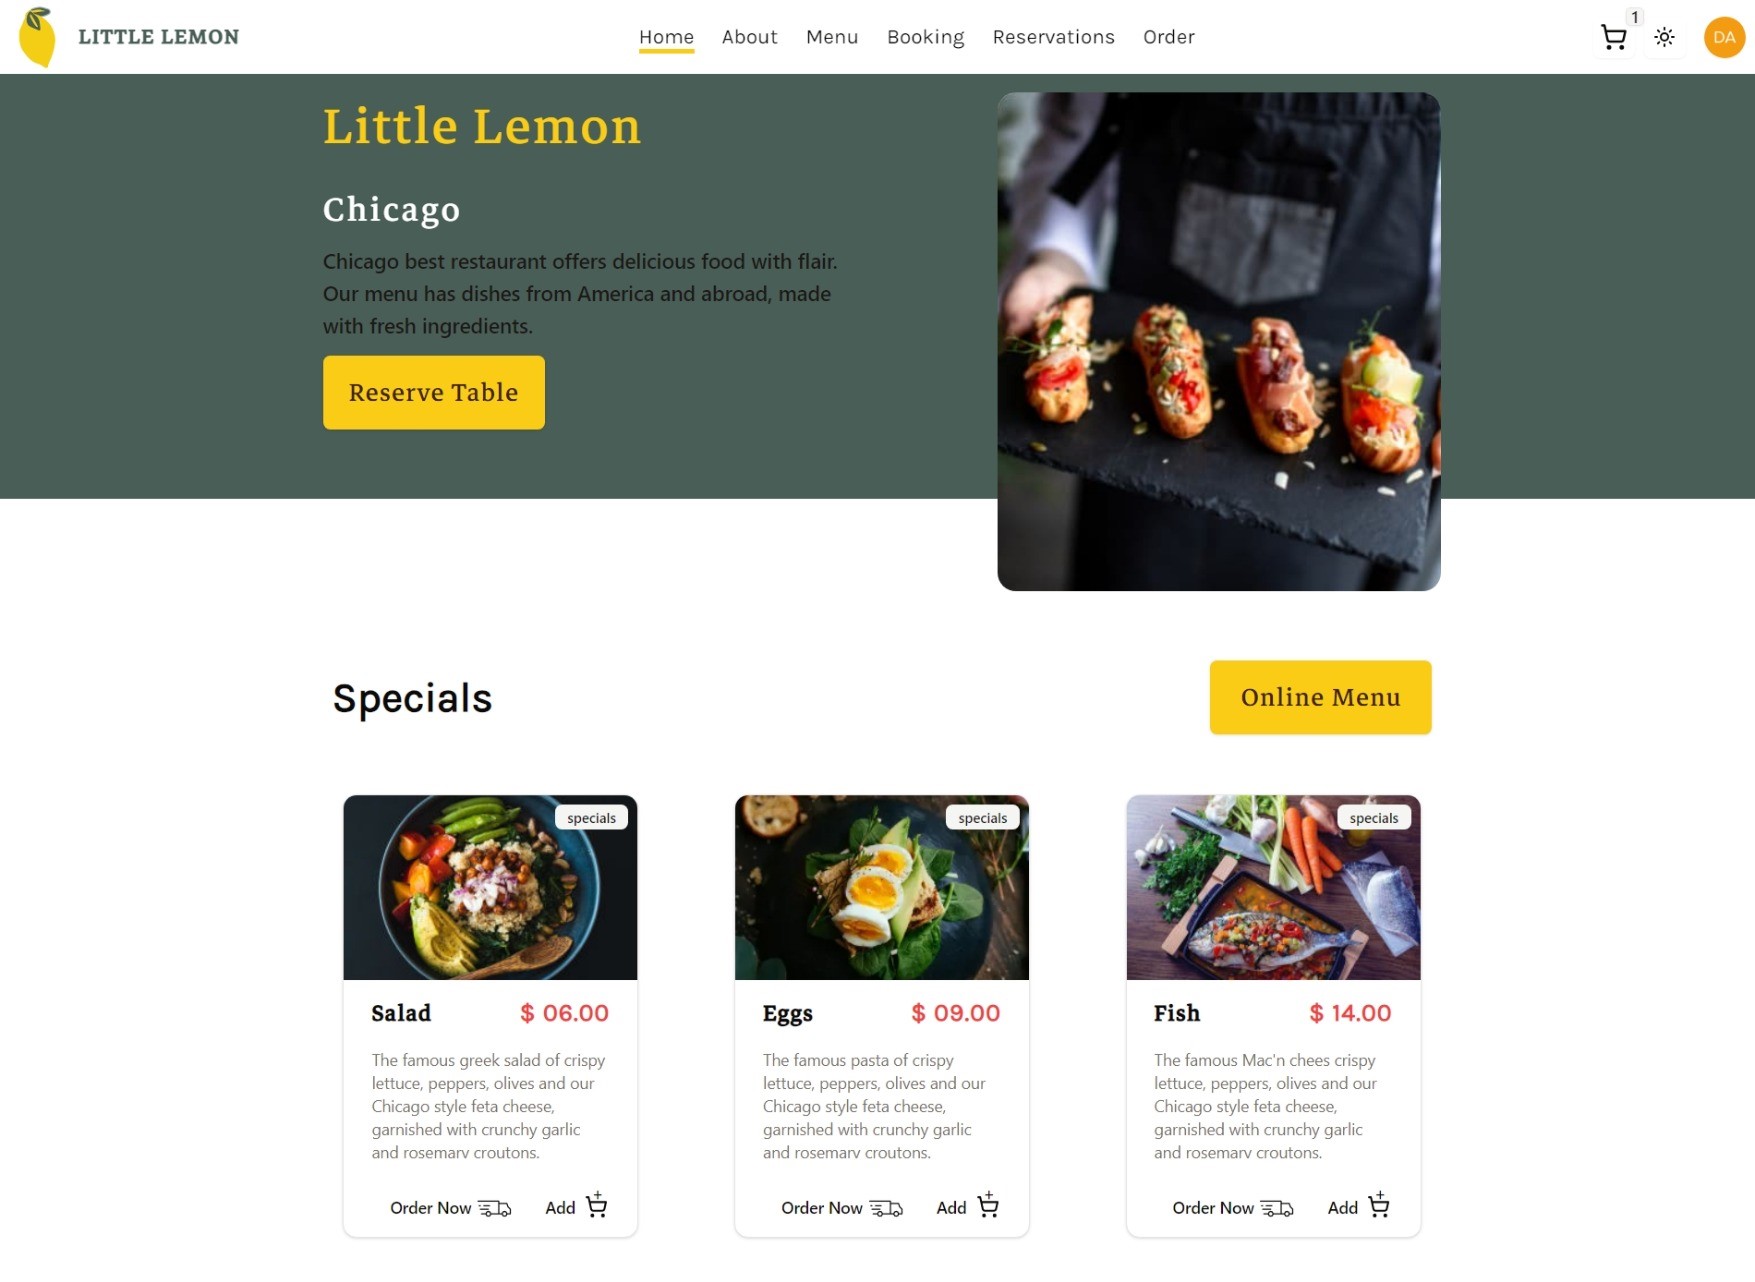 LITTLE LEMON
Home About Menu Booking Reservations Order
1
DA
Little Lemon
Chicago
Chicago best restaurant offers delicious food with flair.
Our menu has dishes from America and abroad, made
with fresh ingredients.
Reserve Table
Specials
Online Menu
specials
Salad $ 06.00
The famous greek salad of crispy
lettuce, peppers, olives and our
Chicago style feta cheese,
garnished with crunchy garlic
and rosemary croutons.
Order Now Add
specials
Eggs $ 09.00
The famous pasta of crispy
lettuce, peppers, olives and our
Chicago style feta cheese,
garnished with crunchy garlic
and rosemary croutons.
Order Now Add
specials
Fish $ 14.00
The famous Mac'n chees crispy
lettuce, peppers, olives and our
Chicago style feta cheese,
garnished with crunchy garlic
and rosemary croutons.
Order Now Add